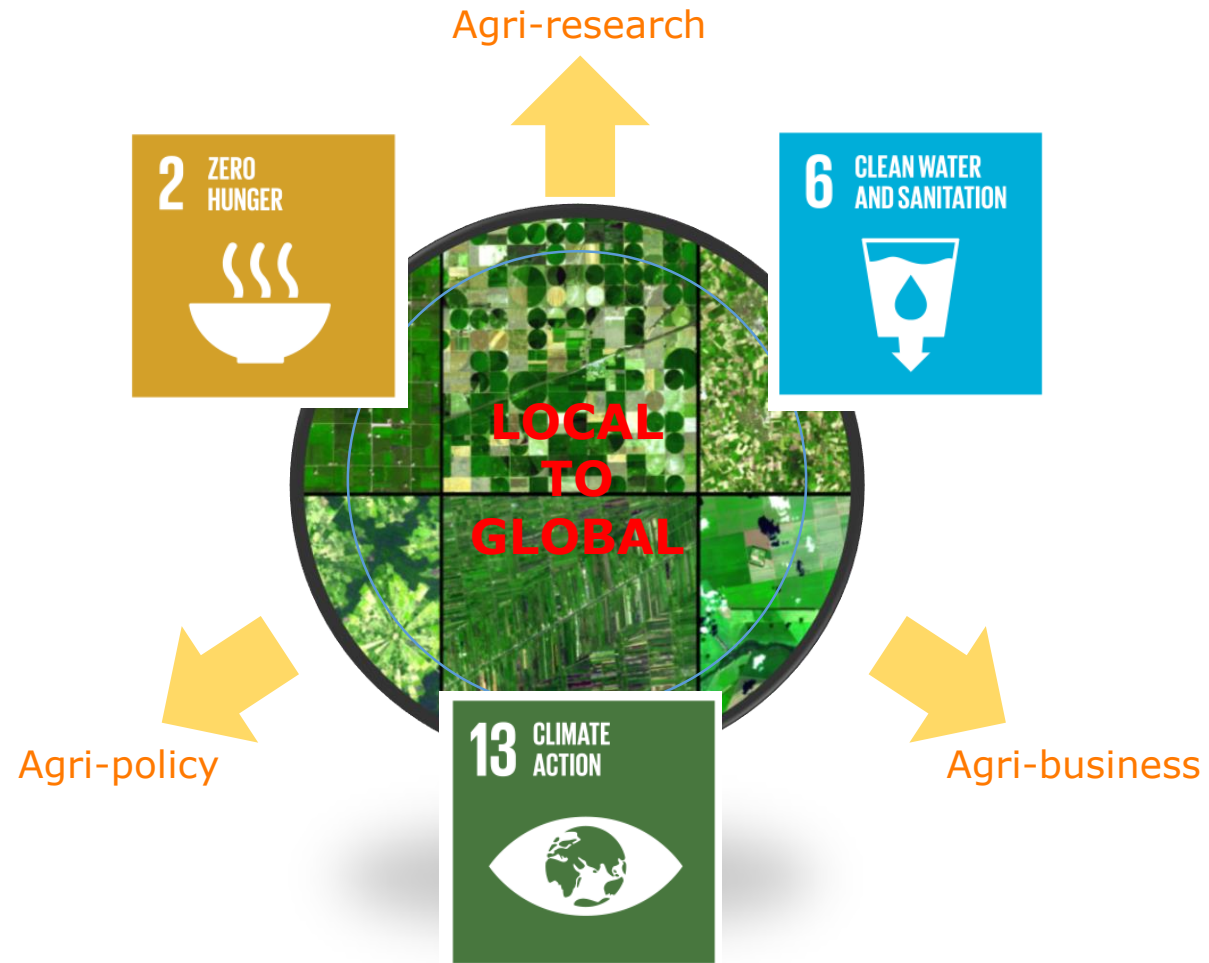 Agri-research
2 ZERO
HUNGER
6 CLEAN WATER
AND SANITATION
LOCAL
TO
GLOBAL
13 CLIMATE
ACTION
Agri-policy
Agri-business